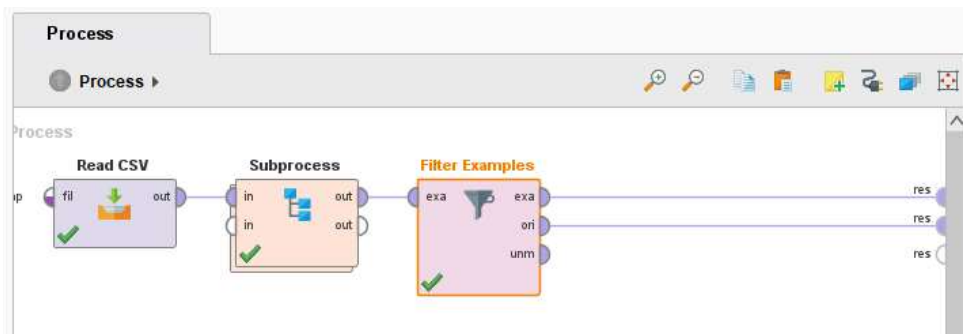 Process
Process
Process
Read CSV
Subprocess
Filter Examples
fil
out
in
out
exa
exa
res
in
out
ori
res
unm
res